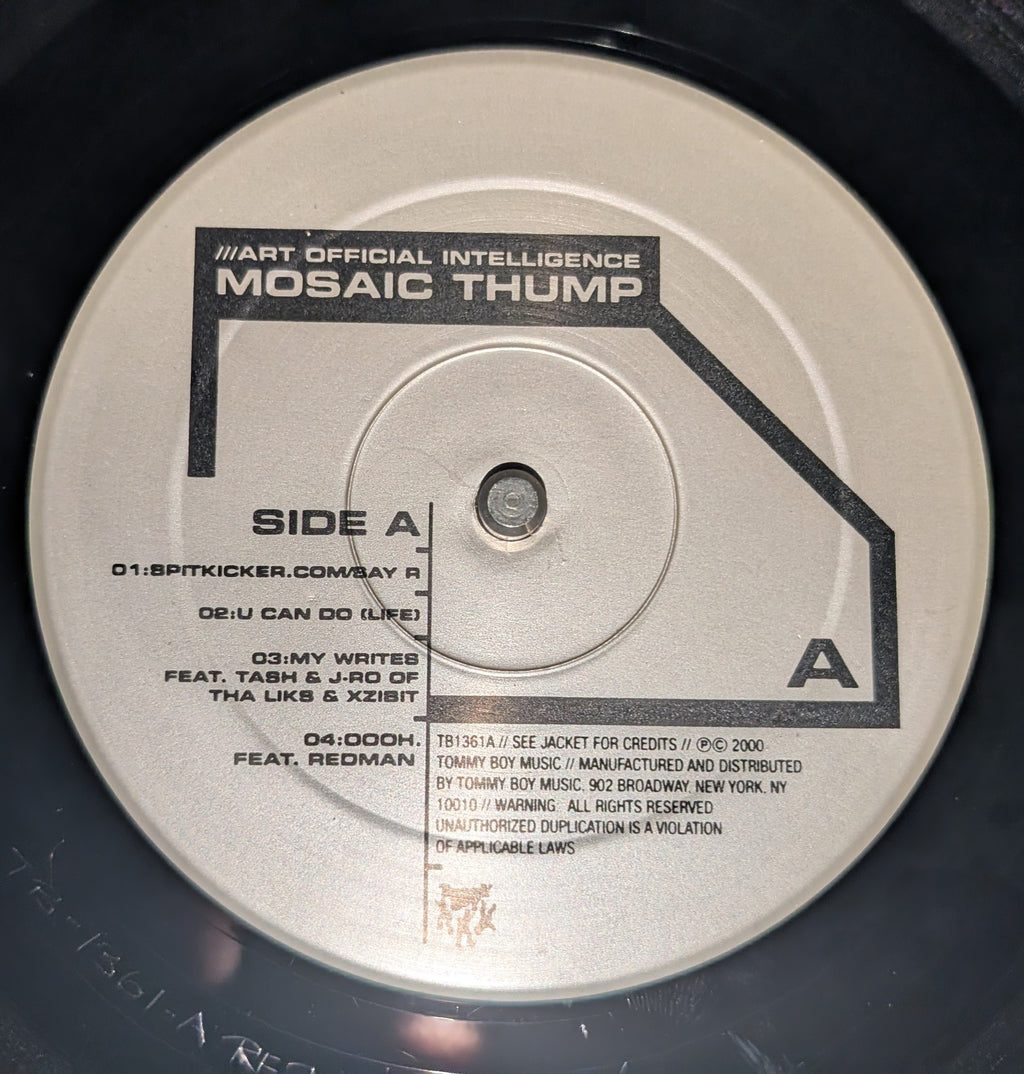 ///ART OFFICIAL INTELLIGENCE
MOSAIC THUMP
SIDE A
01:SPITKICKER.COM/SAY R
02:U CAN DO (LIFE)
03:MY WRITES
FEAT. TASH & J-RO OF
THA LIKS & XZIBIT
04:OOOH.
FEAT. REDMAN
A
TB1361A // SEE JACKET FOR CREDITS // ℗© 2000
TOMMY BOY MUSIC // MANUFACTURED AND DISTRIBUTED
BY TOMMY BOY MUSIC, 902 BROADWAY, NEW YORK, NY
10010 // WARNING: ALL RIGHTS RESERVED
UNAUTHORIZED DUPLICATION IS A VIOLATION
OF APPLICABLE LAWS
TB-1361-A